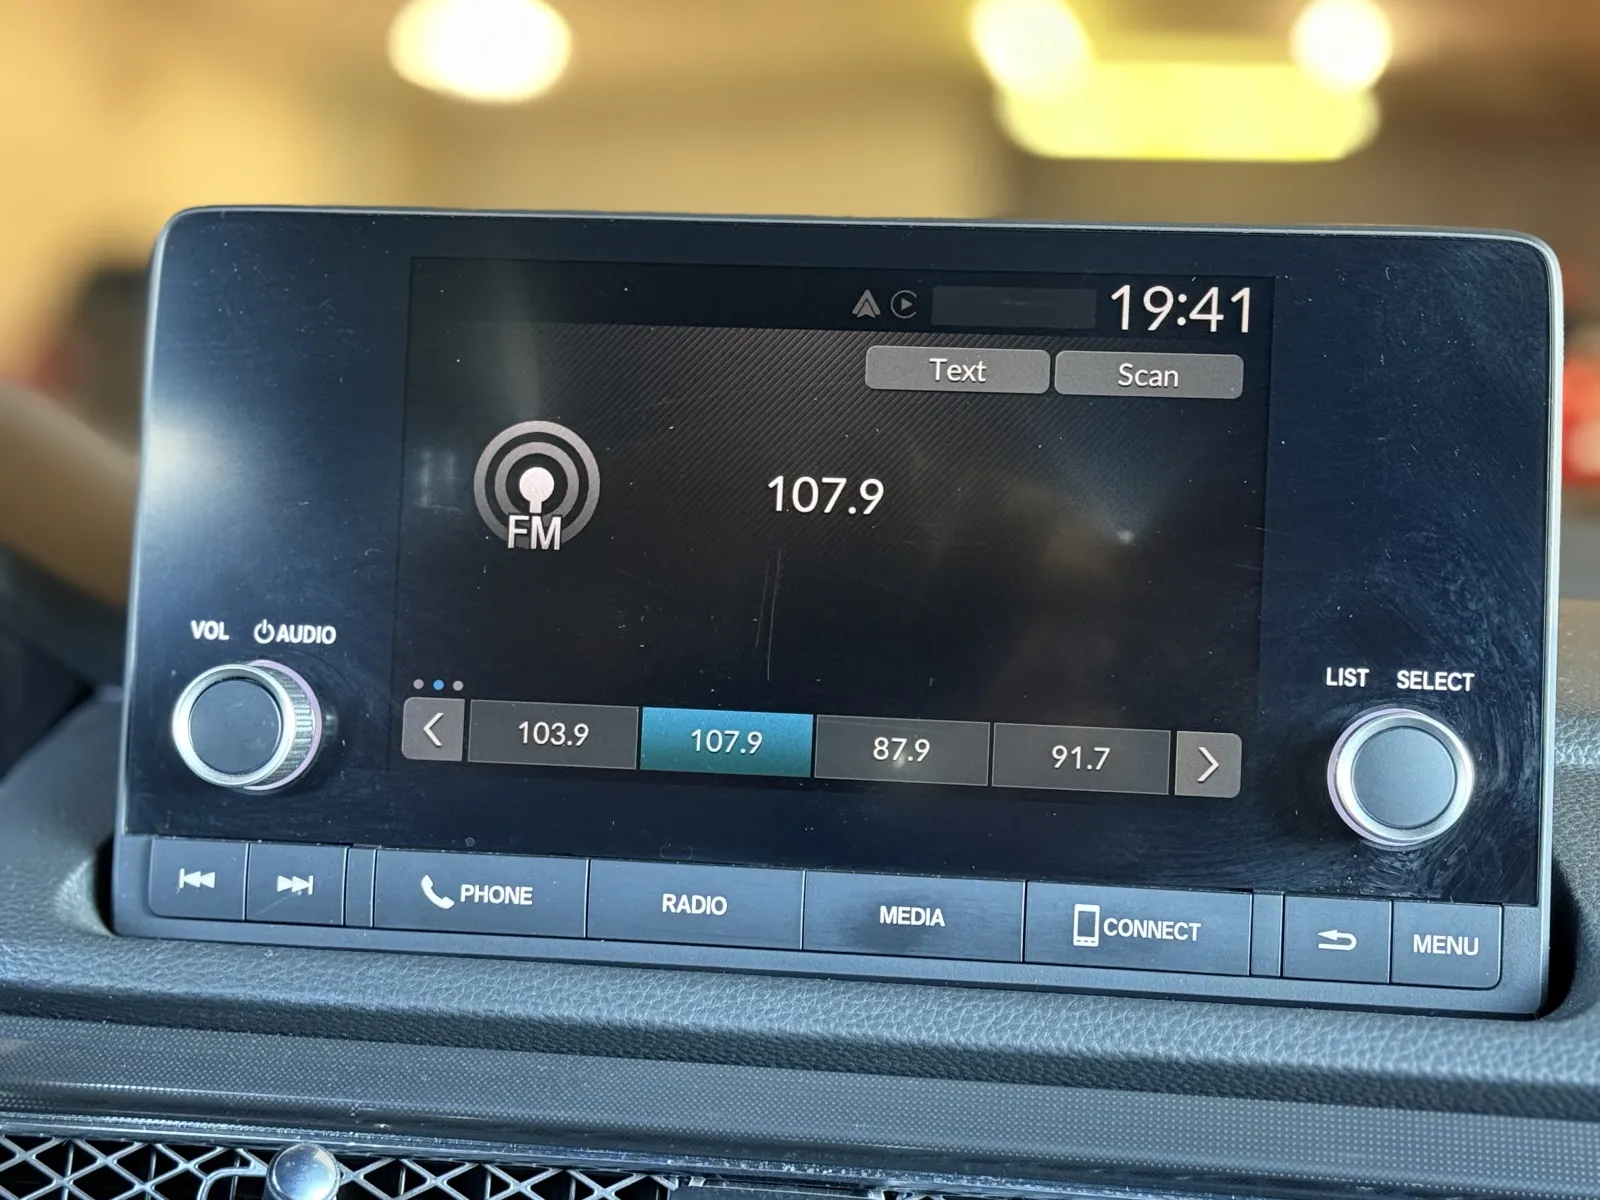 19:41
Text Scan
FM
107.9
VOL AUDIO
LIST SELECT
103.9 107.9 87.9 91.7
PHONE RADIO MEDIA CONNECT MENU